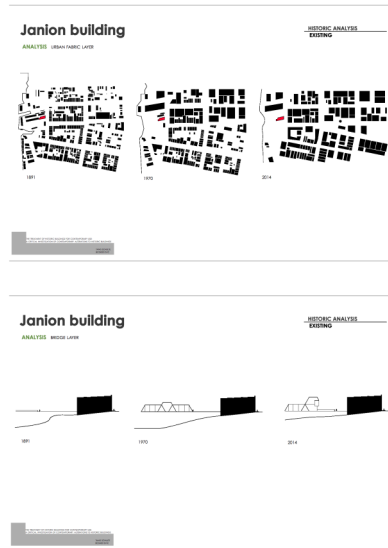 Janion building
HISTORIC ANALYSIS
EXISTING
ANALYSIS URBAN FABRIC LAYER
1891
1970
2014
Janion building
HISTORIC ANALYSIS
EXISTING
ANALYSIS BRIDGE LAYER
1891
1970
2014